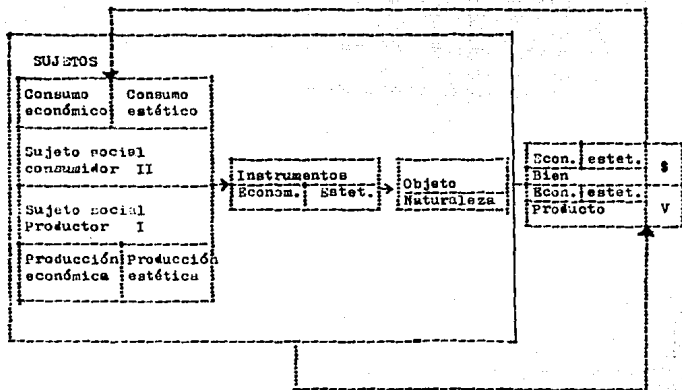 SUJETOS
Consumo económico
Consumo estético
Sujeto social
consumidor II
Sujeto social
Productor I
Producción económica
Producción estética
Instrumentos
Econom. Estet.
Objeto
Naturaleza
Econ. estet.
Bien
Econ. estet.
Producto
$
V